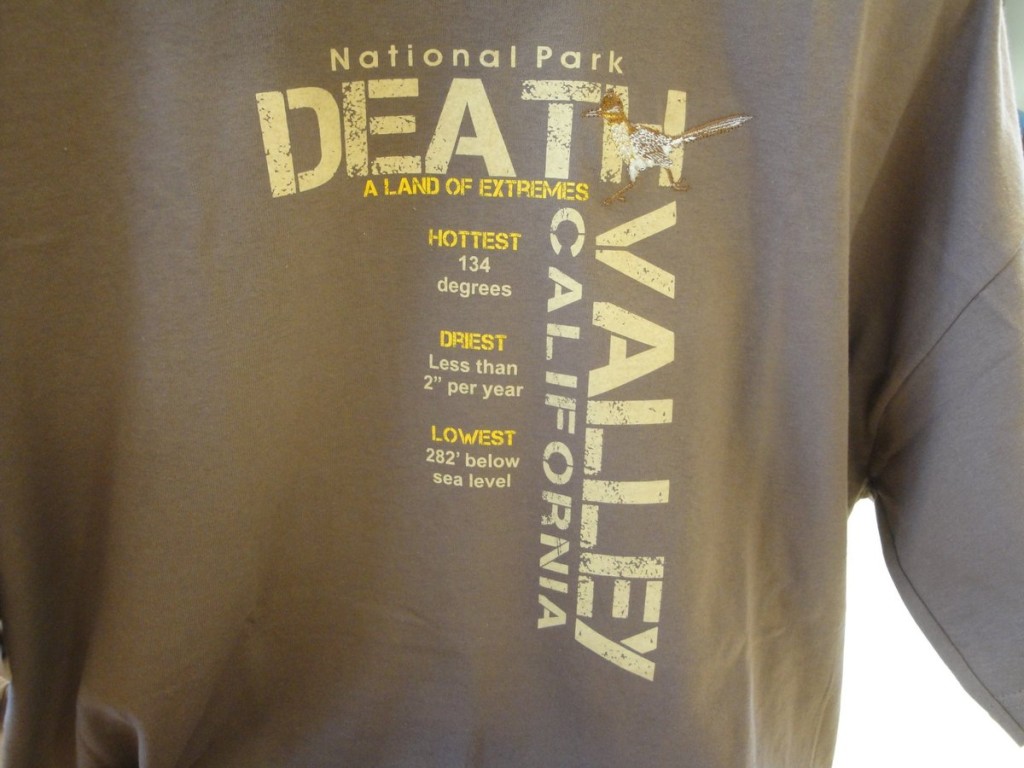 National Park
DEATH
A LAND OF EXTREMES
VALLEY
CALIFORNIA
HOTTEST
134
degrees
DRIEST
Less than
2” per year
LOWEST
282' below
sea level